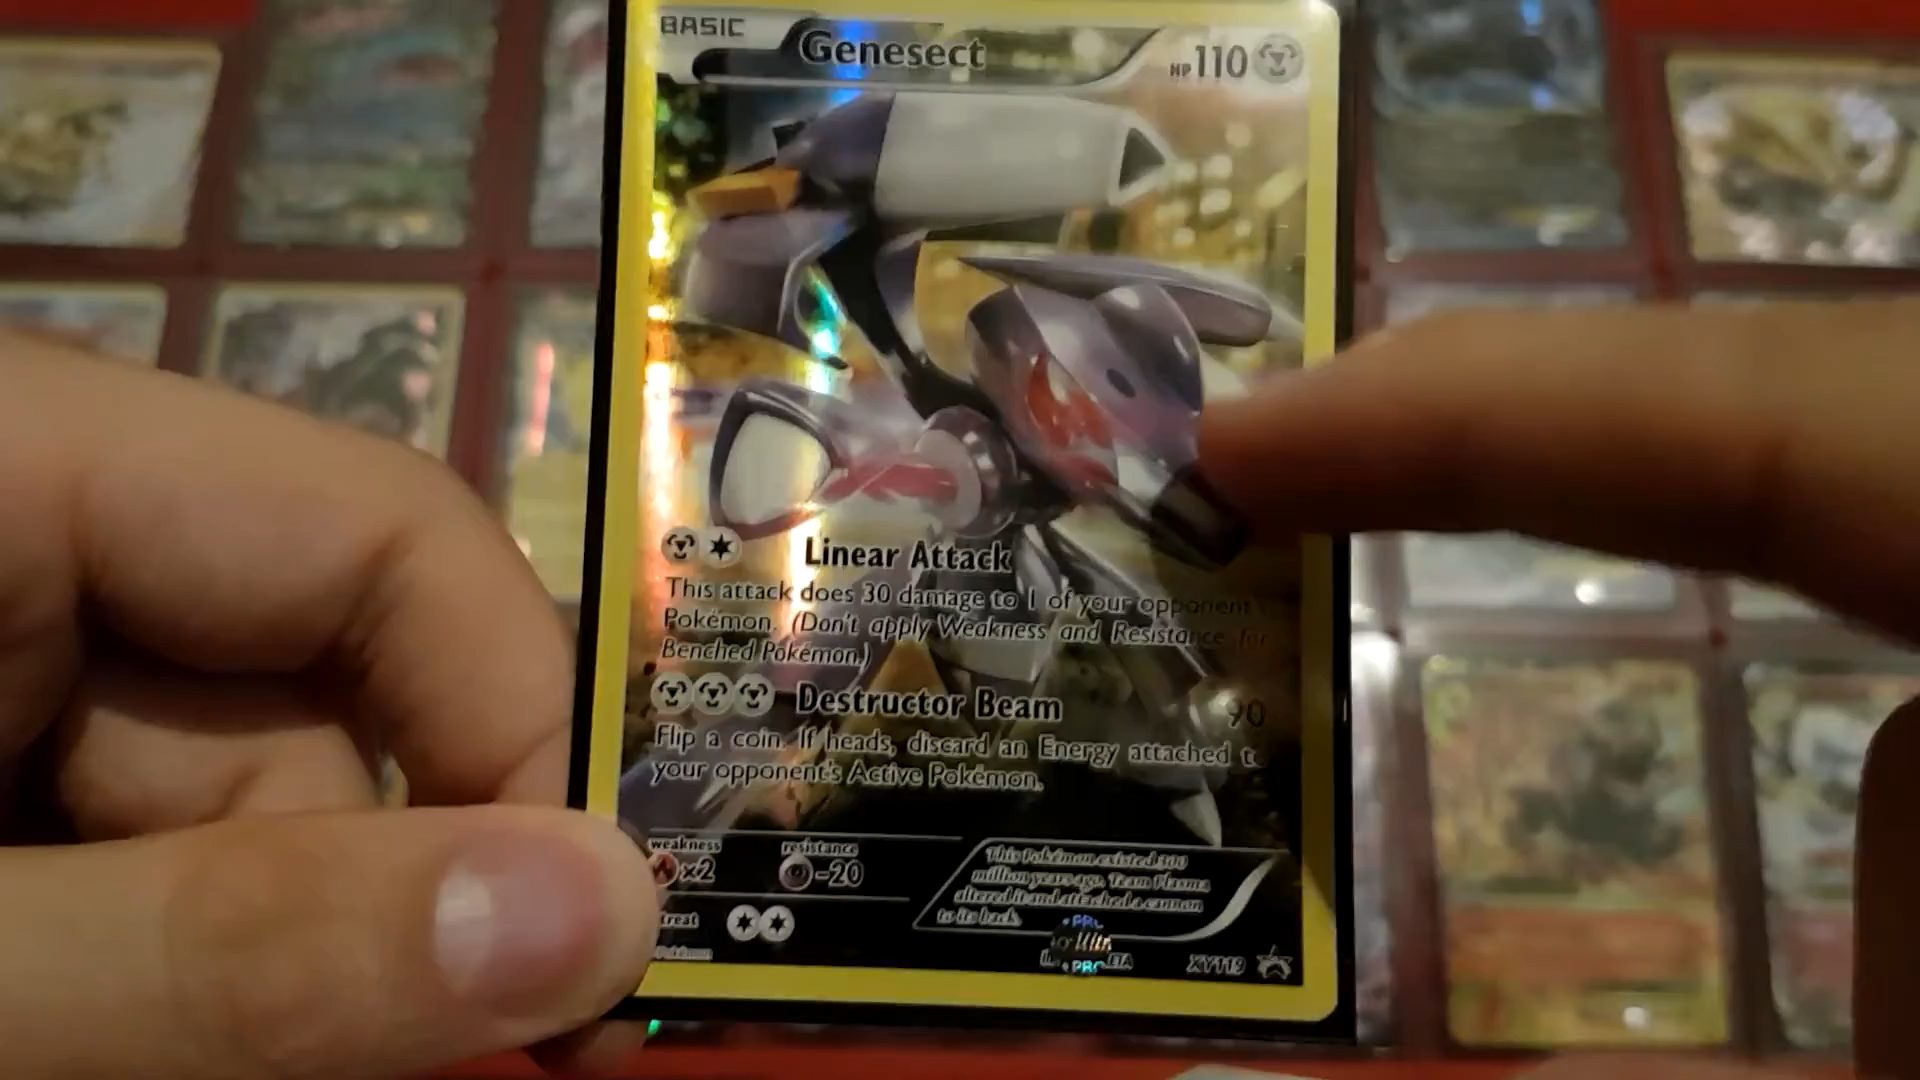 BASIC
Genesect
HP110
Linear Attack
This attack does 30 damage to 1 of your opponent
Pokémon. (Don't apply Weakness and Resistance for
Benched Pokémon.)
Destructor Beam 90
Flip a coin. If heads, discard an Energy attached t
your opponent's Active Pokémon.
weakness resistance
×2 -20
treat
This Pokémon existed 300
million years ago. Team Plasma
altered it and attached a cannon
to its back.
Pokémon
XY119